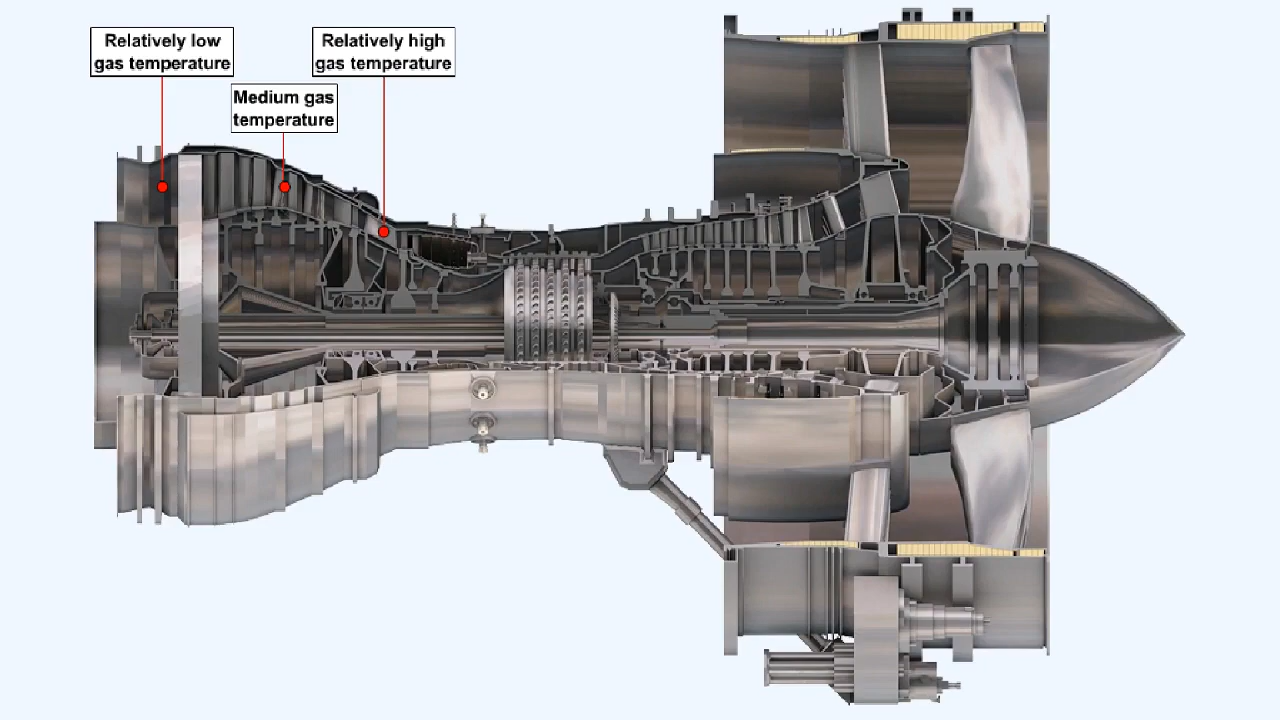 Relatively low
gas temperature
Relatively high
gas temperature
Medium gas
temperature